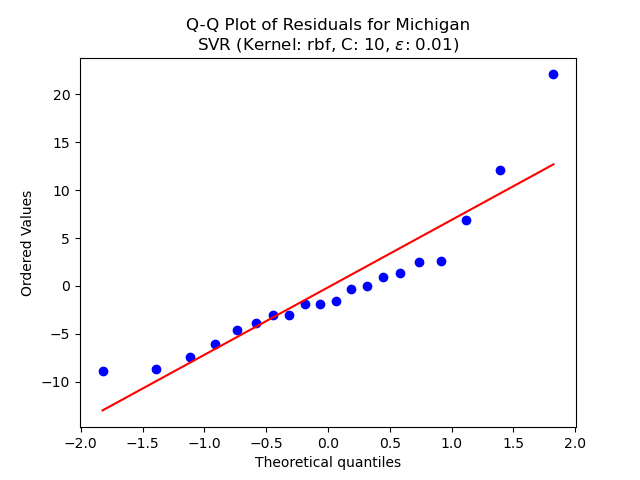 Q-Q Plot of Residuals for Michigan
SVR (Kernel: rbf, C: 10, ε: 0.01)
Ordered Values
20
15
10
5
0
−5
−10
−2.0 −1.5 −1.0 −0.5 0.0 0.5 1.0 1.5 2.0
Theoretical quantiles